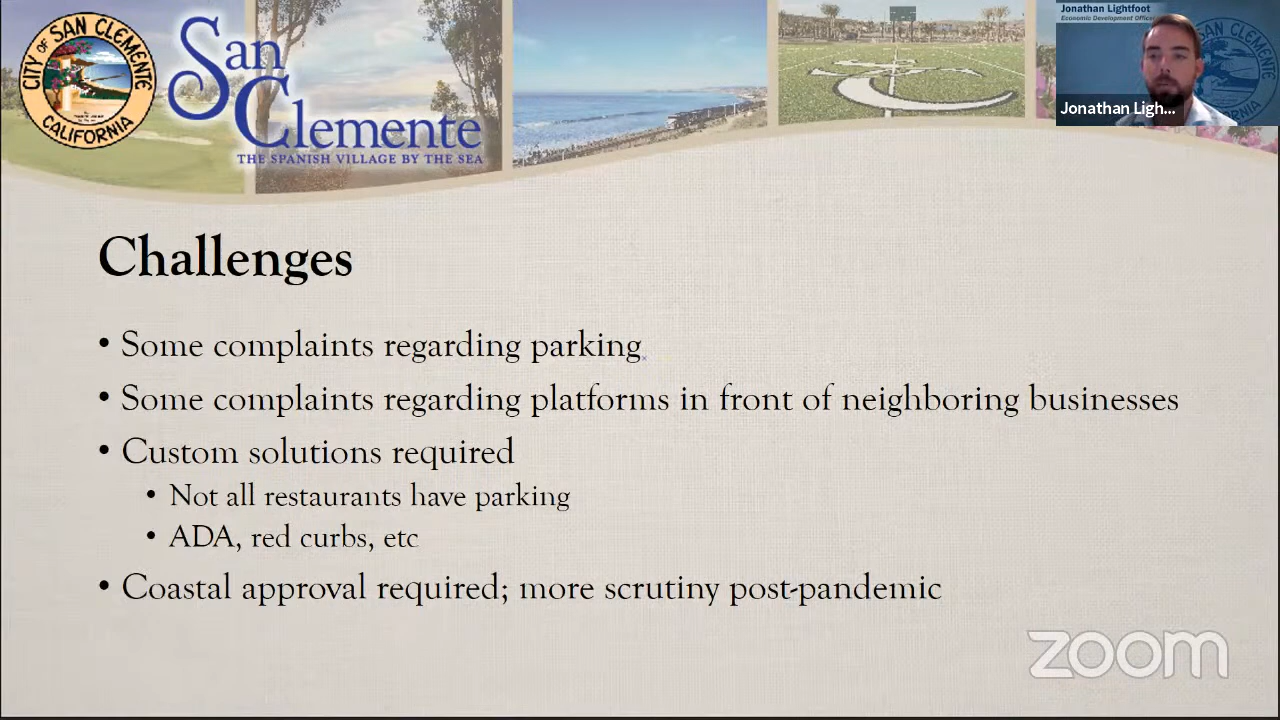 CITY OF SAN CLEMENTE
CALIFORNIA
San
Clemente
THE SPANISH VILLAGE BY THE SEA
Jonathan Lightfoot
Economic Development Officer
SAN CLEMENTE
Jonathan Ligh...
Challenges
• Some complaints regarding parking
• Some complaints regarding platforms in front of neighboring businesses
• Custom solutions required
• Not all restaurants have parking
• ADA, red curbs, etc
• Coastal approval required; more scrutiny post-pandemic
zoom